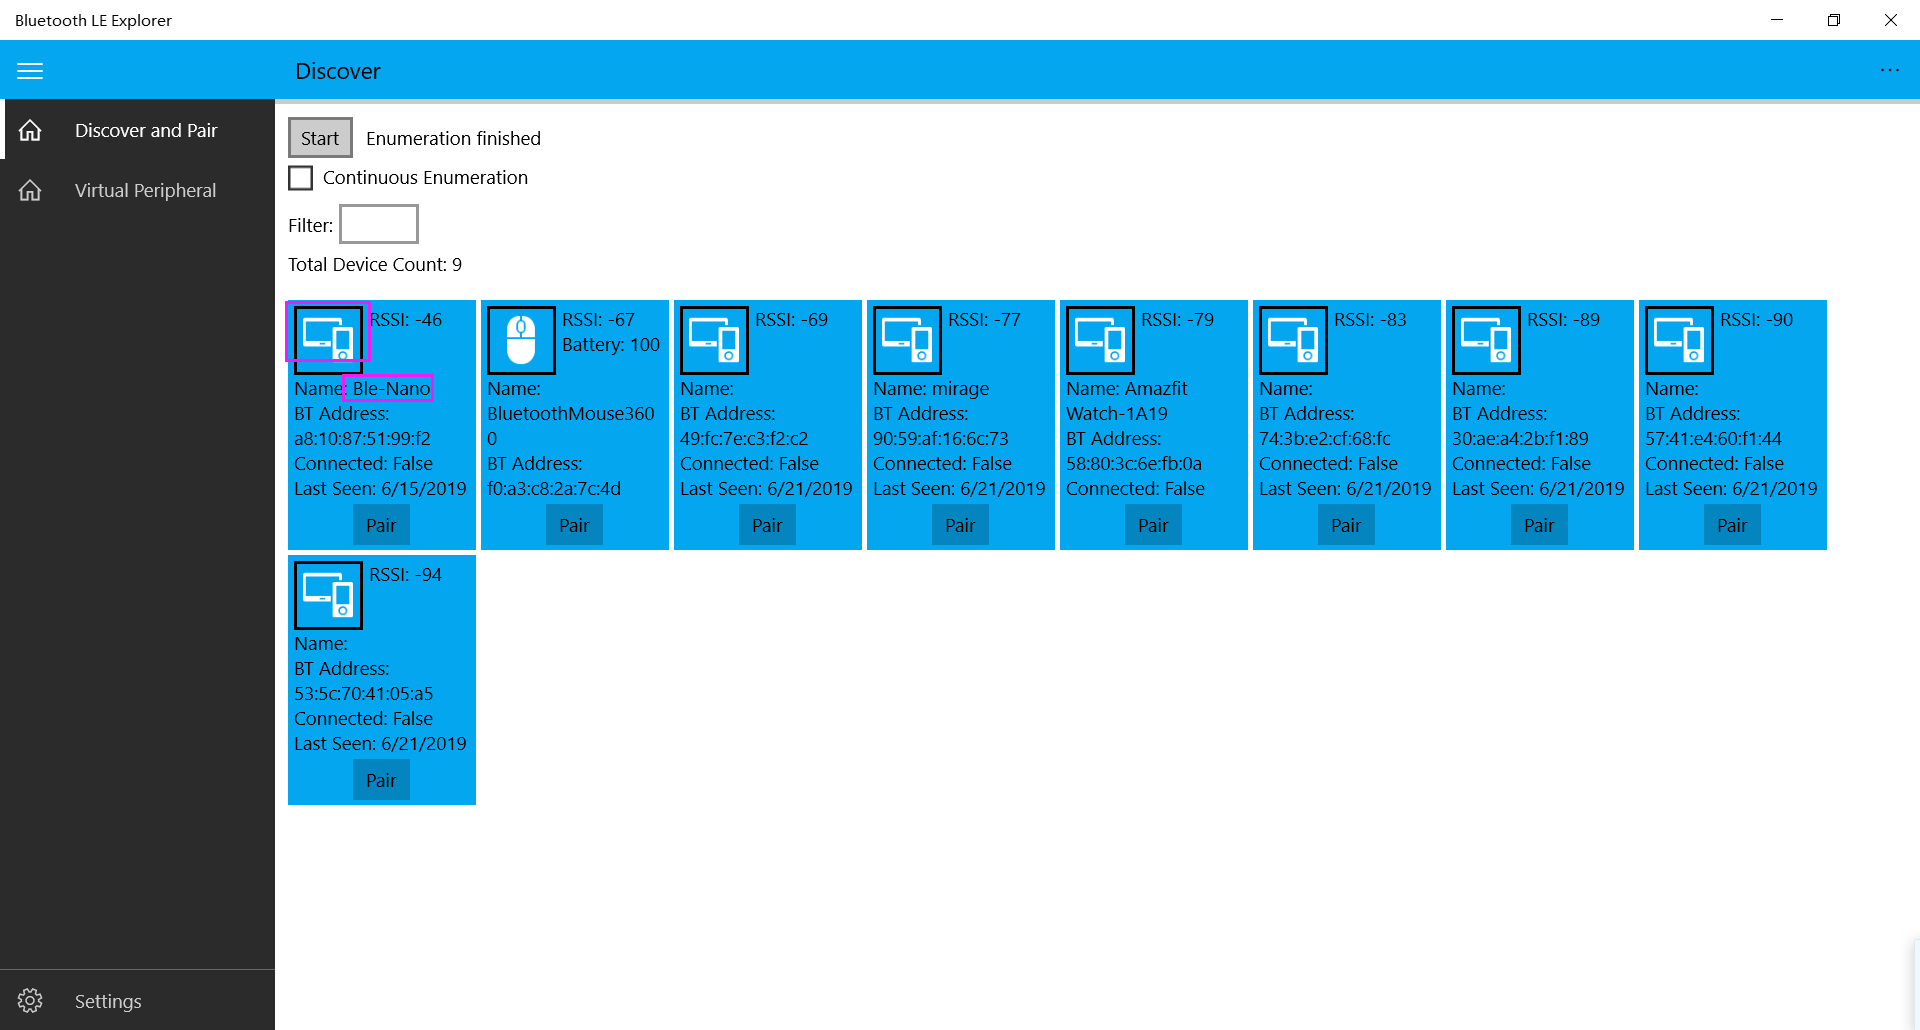 Bluetooth LE Explorer
Discover
Discover and Pair
Virtual Peripheral
Start Enumeration finished
Continuous Enumeration
Filter:
Total Device Count: 9
RSSI: -46
Name: Ble-Nano
BT Address:
a8:10:87:51:99:f2
Connected: False
Last Seen: 6/15/2019
Pair
RSSI: -67
Battery: 100
Name:
BluetoothMouse360
0
BT Address:
f0:a3:c8:2a:7c:4d
Pair
RSSI: -69
Name:
BT Address:
49:fc:7e:c3:f2:c2
Connected: False
Last Seen: 6/21/2019
Pair
RSSI: -77
Name: mirage
BT Address:
90:59:af:16:6c:73
Connected: False
Last Seen: 6/21/2019
Pair
RSSI: -79
Name: Amazfit
Watch-1A19
BT Address:
58:80:3c:6e:fb:0a
Connected: False
Pair
RSSI: -83
Name:
BT Address:
74:3b:e2:cf:68:fc
Connected: False
Last Seen: 6/21/2019
Pair
RSSI: -89
Name:
BT Address:
30:ae:a4:2b:f1:89
Connected: False
Last Seen: 6/21/2019
Pair
RSSI: -90
Name:
BT Address:
57:41:e4:60:f1:44
Connected: False
Last Seen: 6/21/2019
Pair
RSSI: -94
Name:
BT Address:
53:5c:70:41:05:a5
Connected: False
Last Seen: 6/21/2019
Pair
Settings